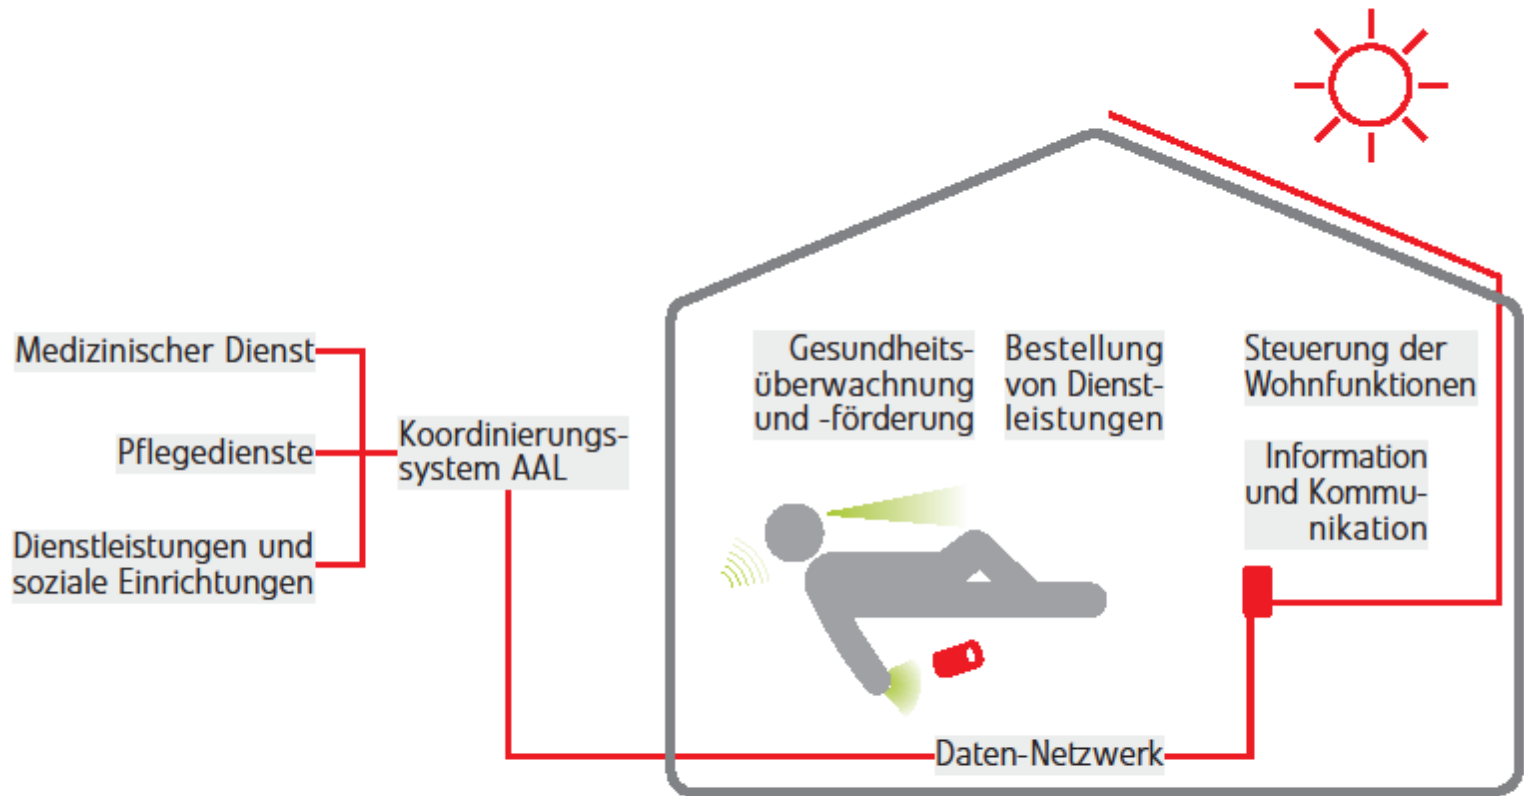 Medizinischer Dienst
Pflegedienste
Dienstleistungen und
soziale Einrichtungen
Koordinierungs-
system AAL
Gesundheits-
überwachnung
und -förderung
Bestellung
von Dienst-
leistungen
Steuerung der
Wohnfunktionen
Information
und Kommu-
nikation
Daten-Netzwerk